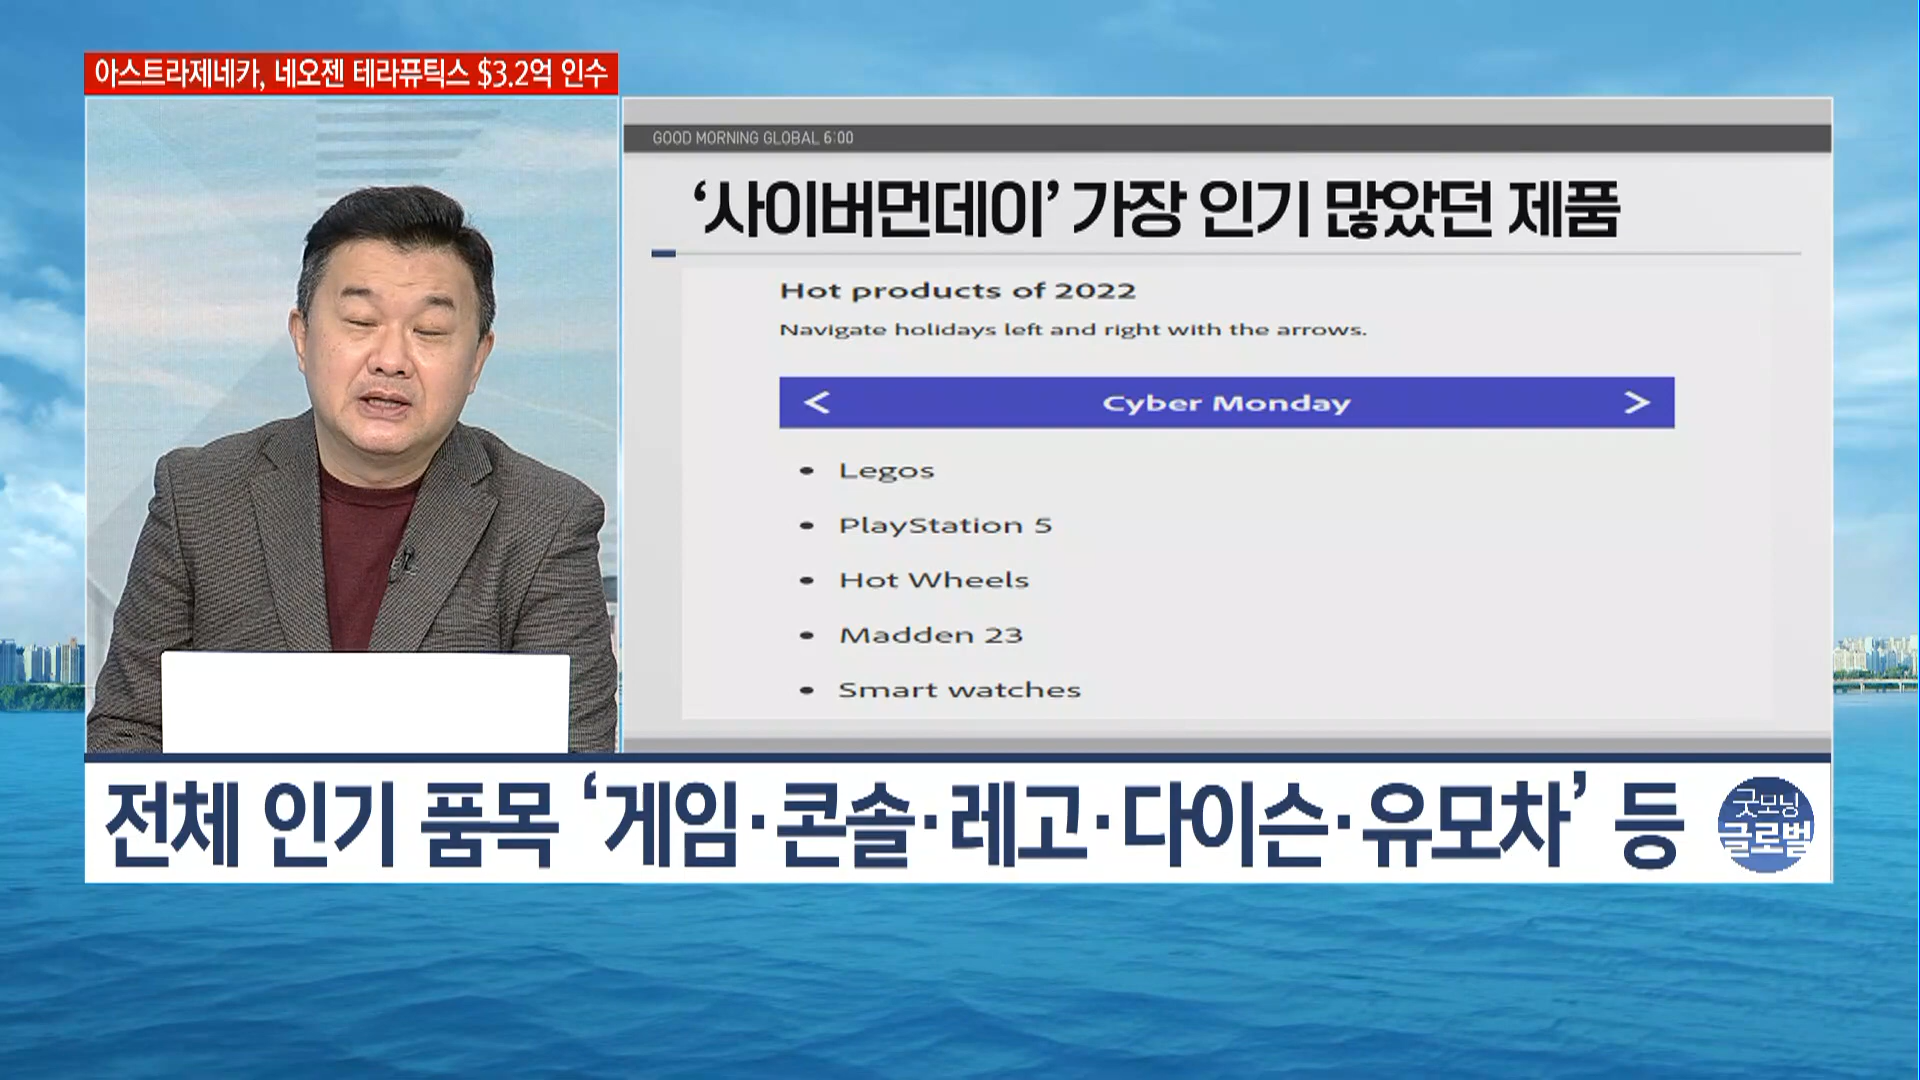 아스트라제네카, 네오젠 테라퓨틱스 $3.2억 인수
GOOD MORNING GLOBAL 6:00
‘사이버먼데이’ 가장 인기 많았던 제품
Hot products of 2022
Navigate holidays left and right with the arrows.
< Cyber Monday >
• Legos
• PlayStation 5
• Hot Wheels
• Madden 23
• Smart watches
전체 인기 품목 ‘게임·콘솔·레고·다이슨·유모차’ 등
굿모닝
글로벌